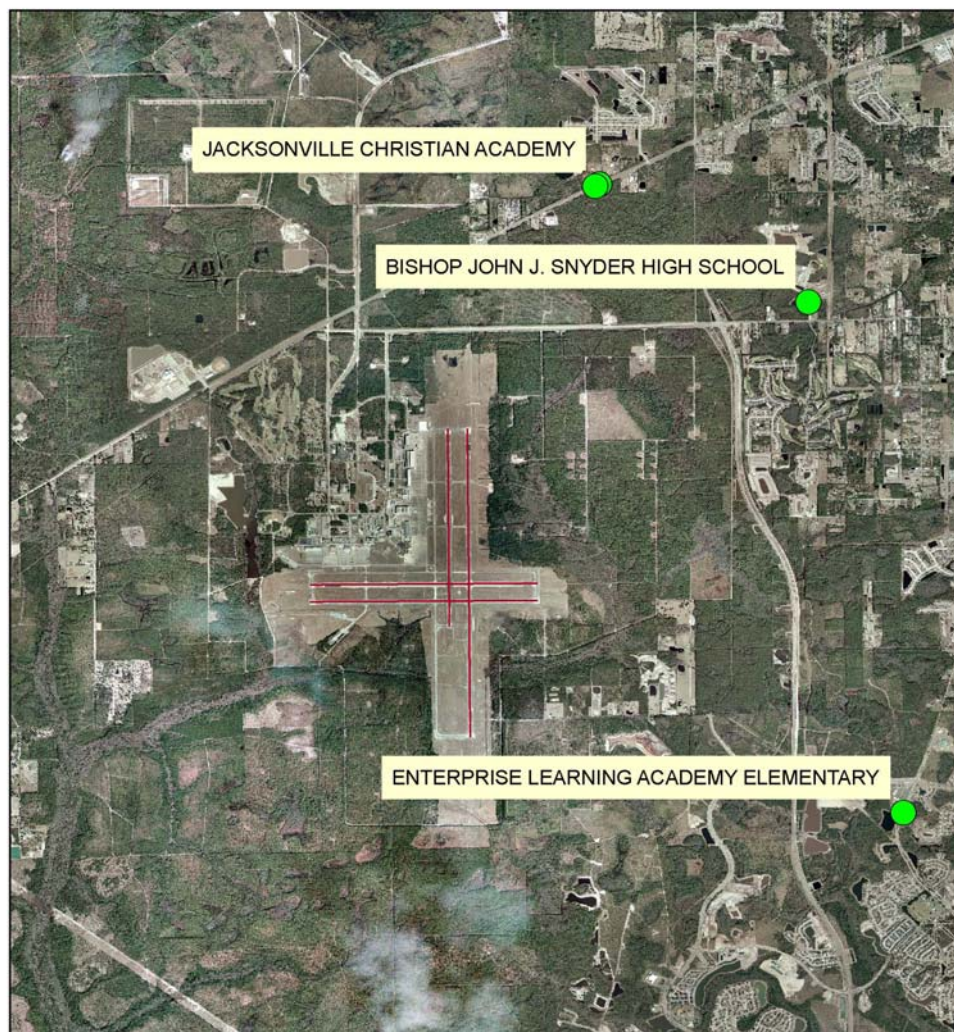 JACKSONVILLE CHRISTIAN ACADEMY
BISHOP JOHN J. SNYDER HIGH SCHOOL
ENTERPRISE LEARNING ACADEMY ELEMENTARY